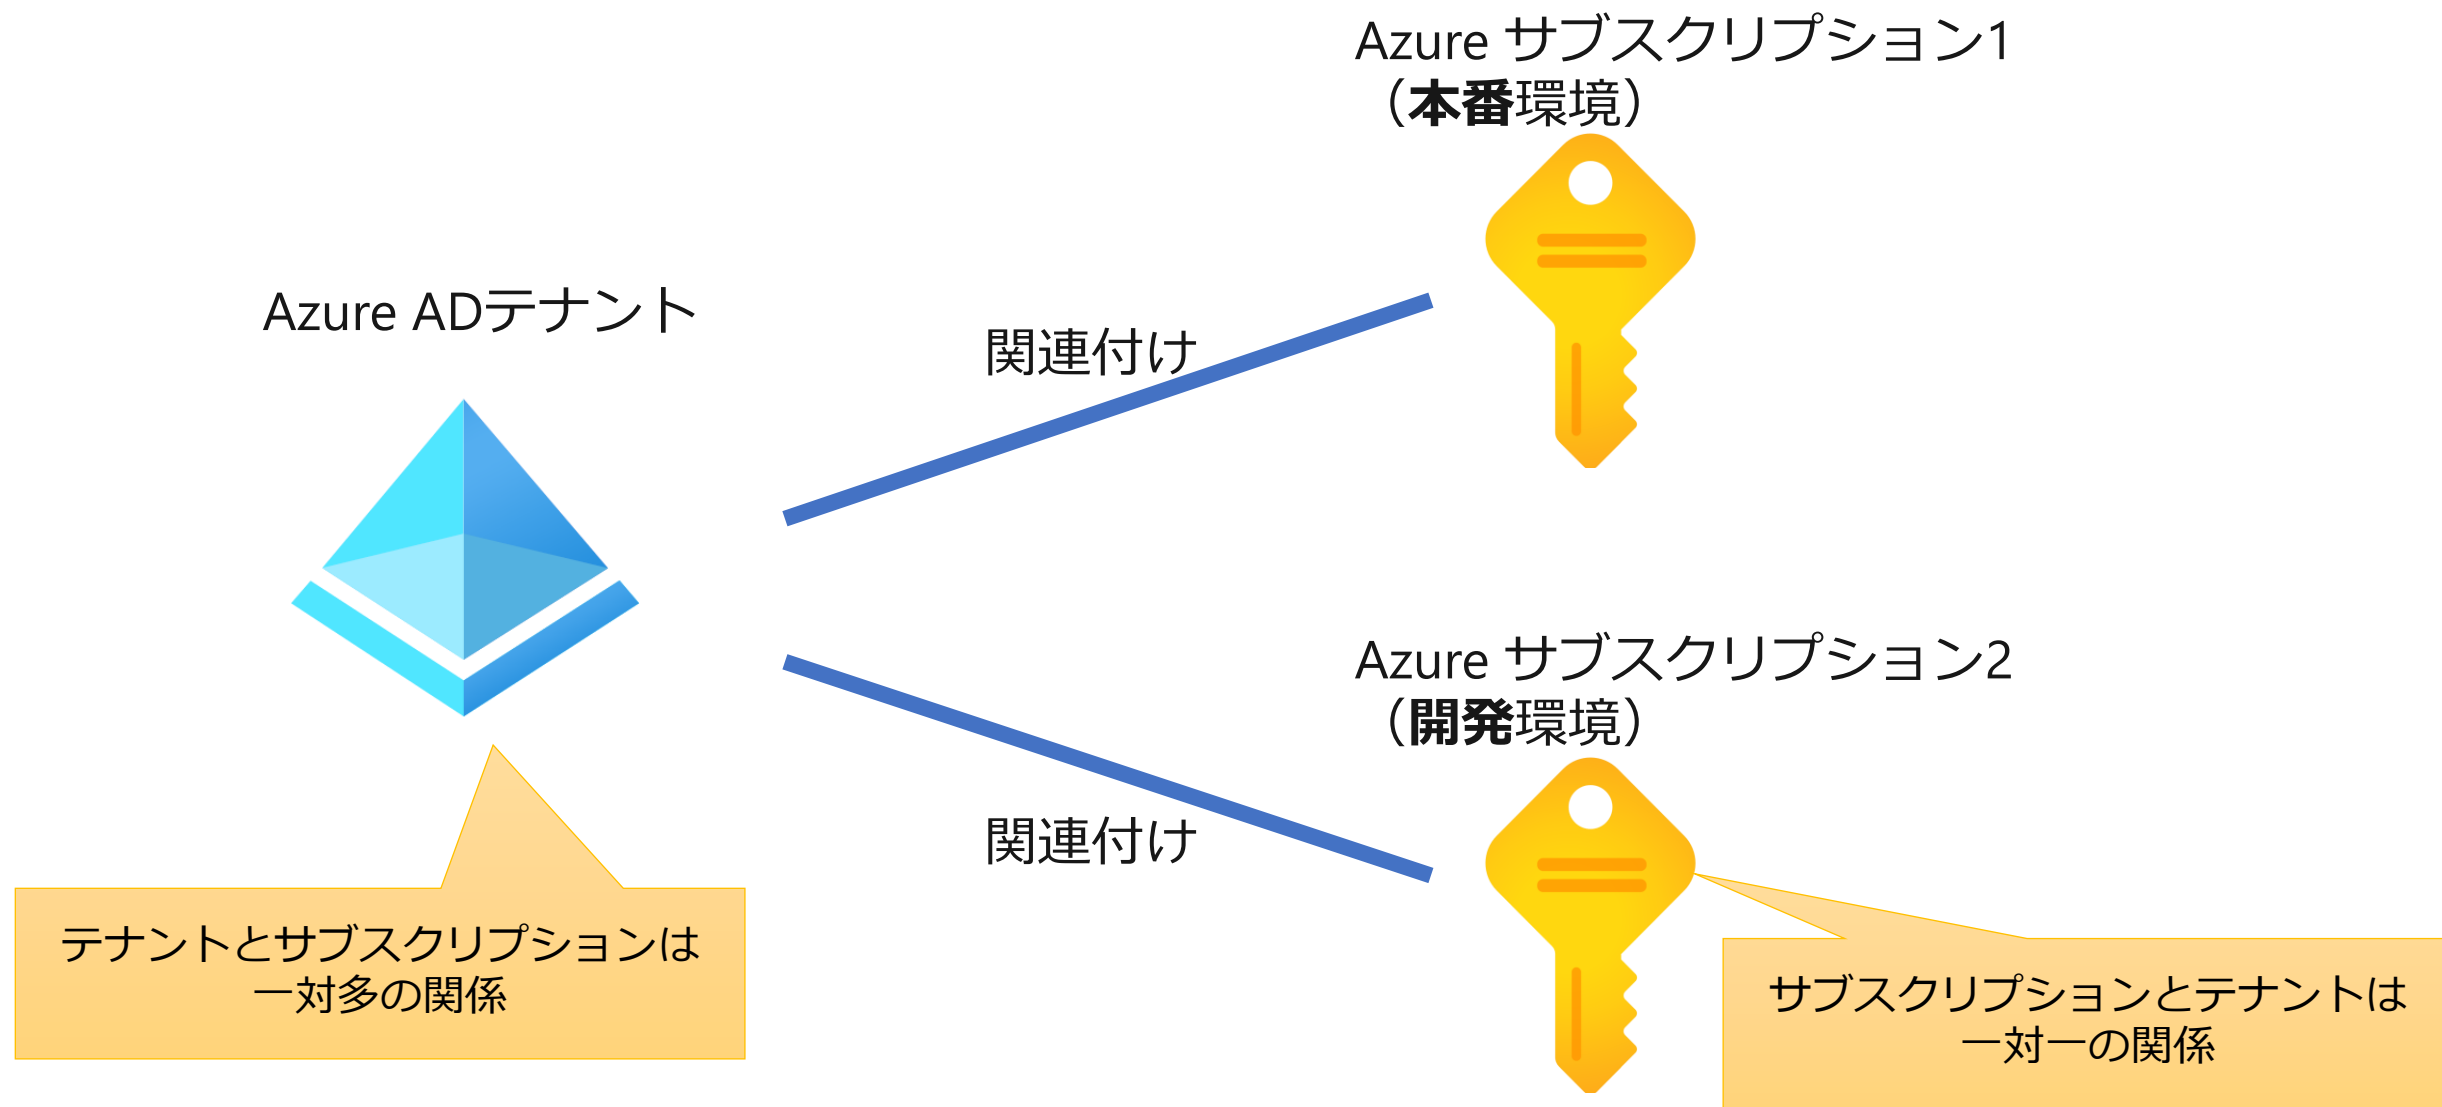 Azure サブスクリプション1
（本番環境）
Azure ADテナント
関連付け
Azure サブスクリプション2
（開発環境）
関連付け
テナントとサブスクリプションは
一対多の関係
サブスクリプションとテナントは
一対一の関係